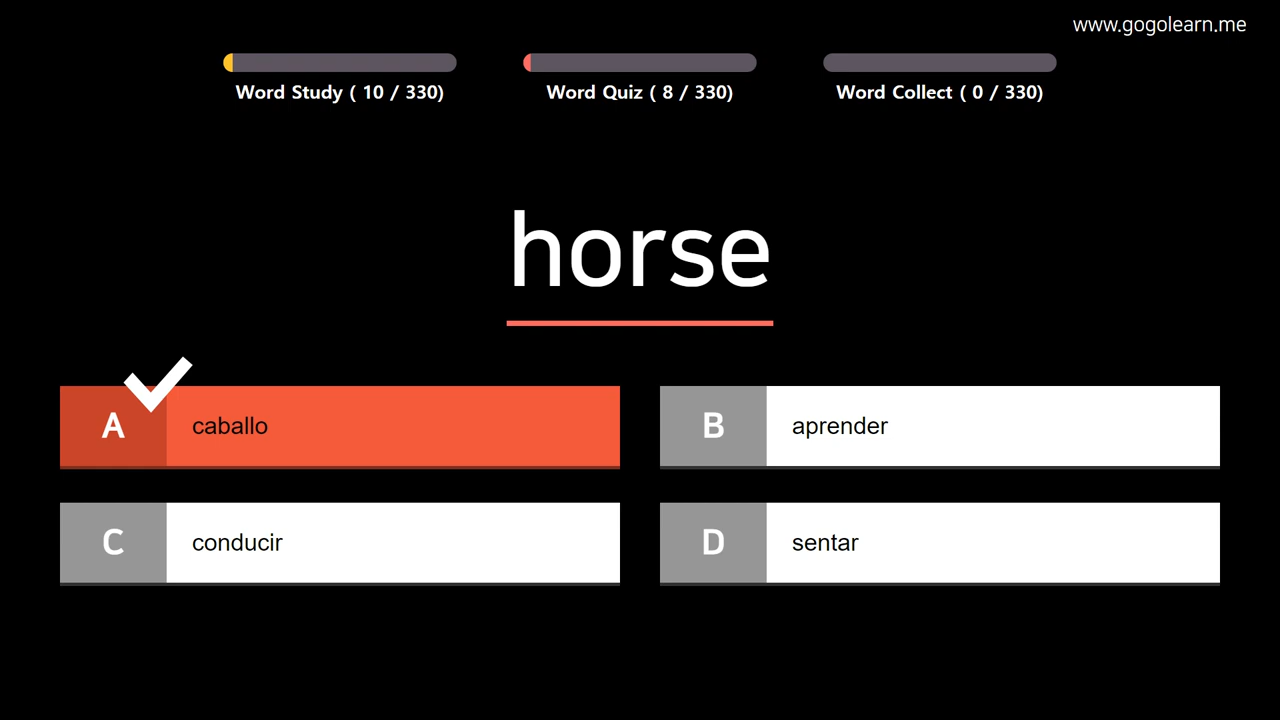 www.gogolearn.me
Word Study ( 10 / 330)
Word Quiz ( 8 / 330)
Word Collect ( 0 / 330)
horse
A caballo
B aprender
C conducir
D sentar